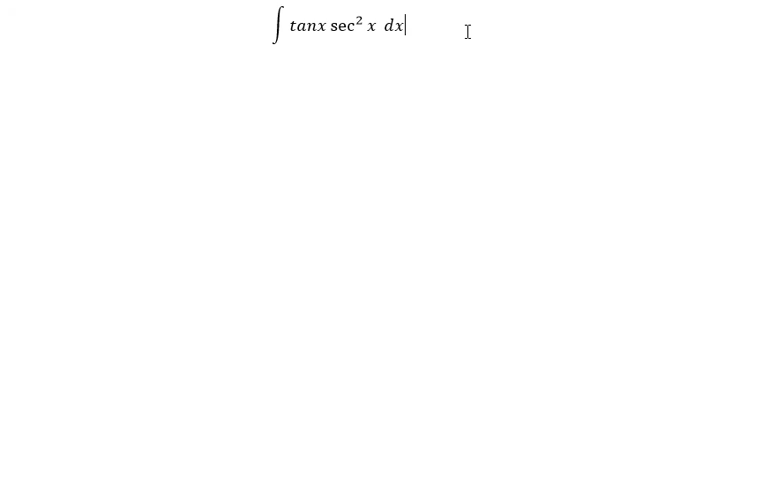 ∫ tanx sec² x dx